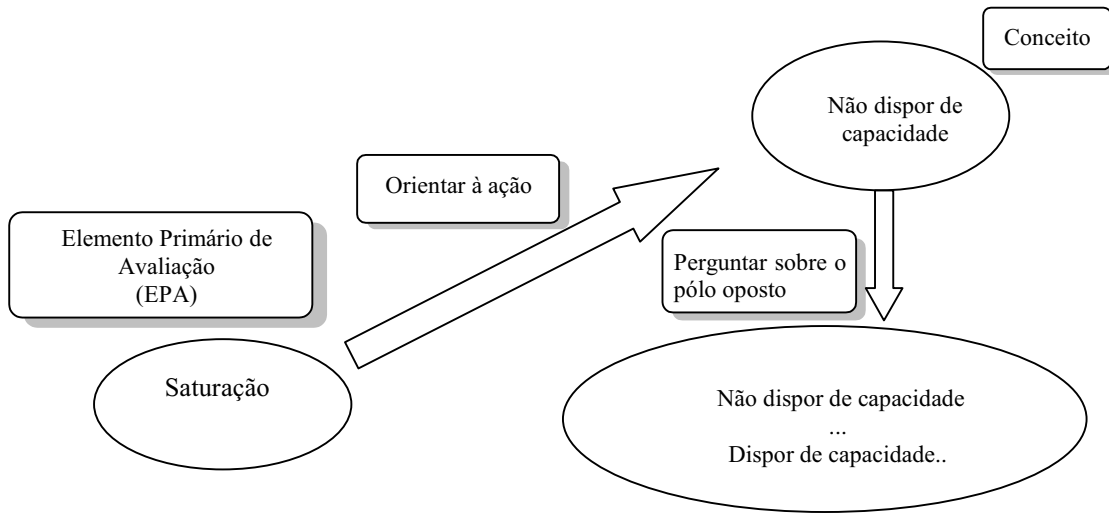 Conceito
Não dispor de
capacidade
Orientar à ação
Elemento Primário de
Avaliação
(EPA)
Perguntar sobre o
pólo oposto
Saturação
Não dispor de capacidade
...
Dispor de capacidade..